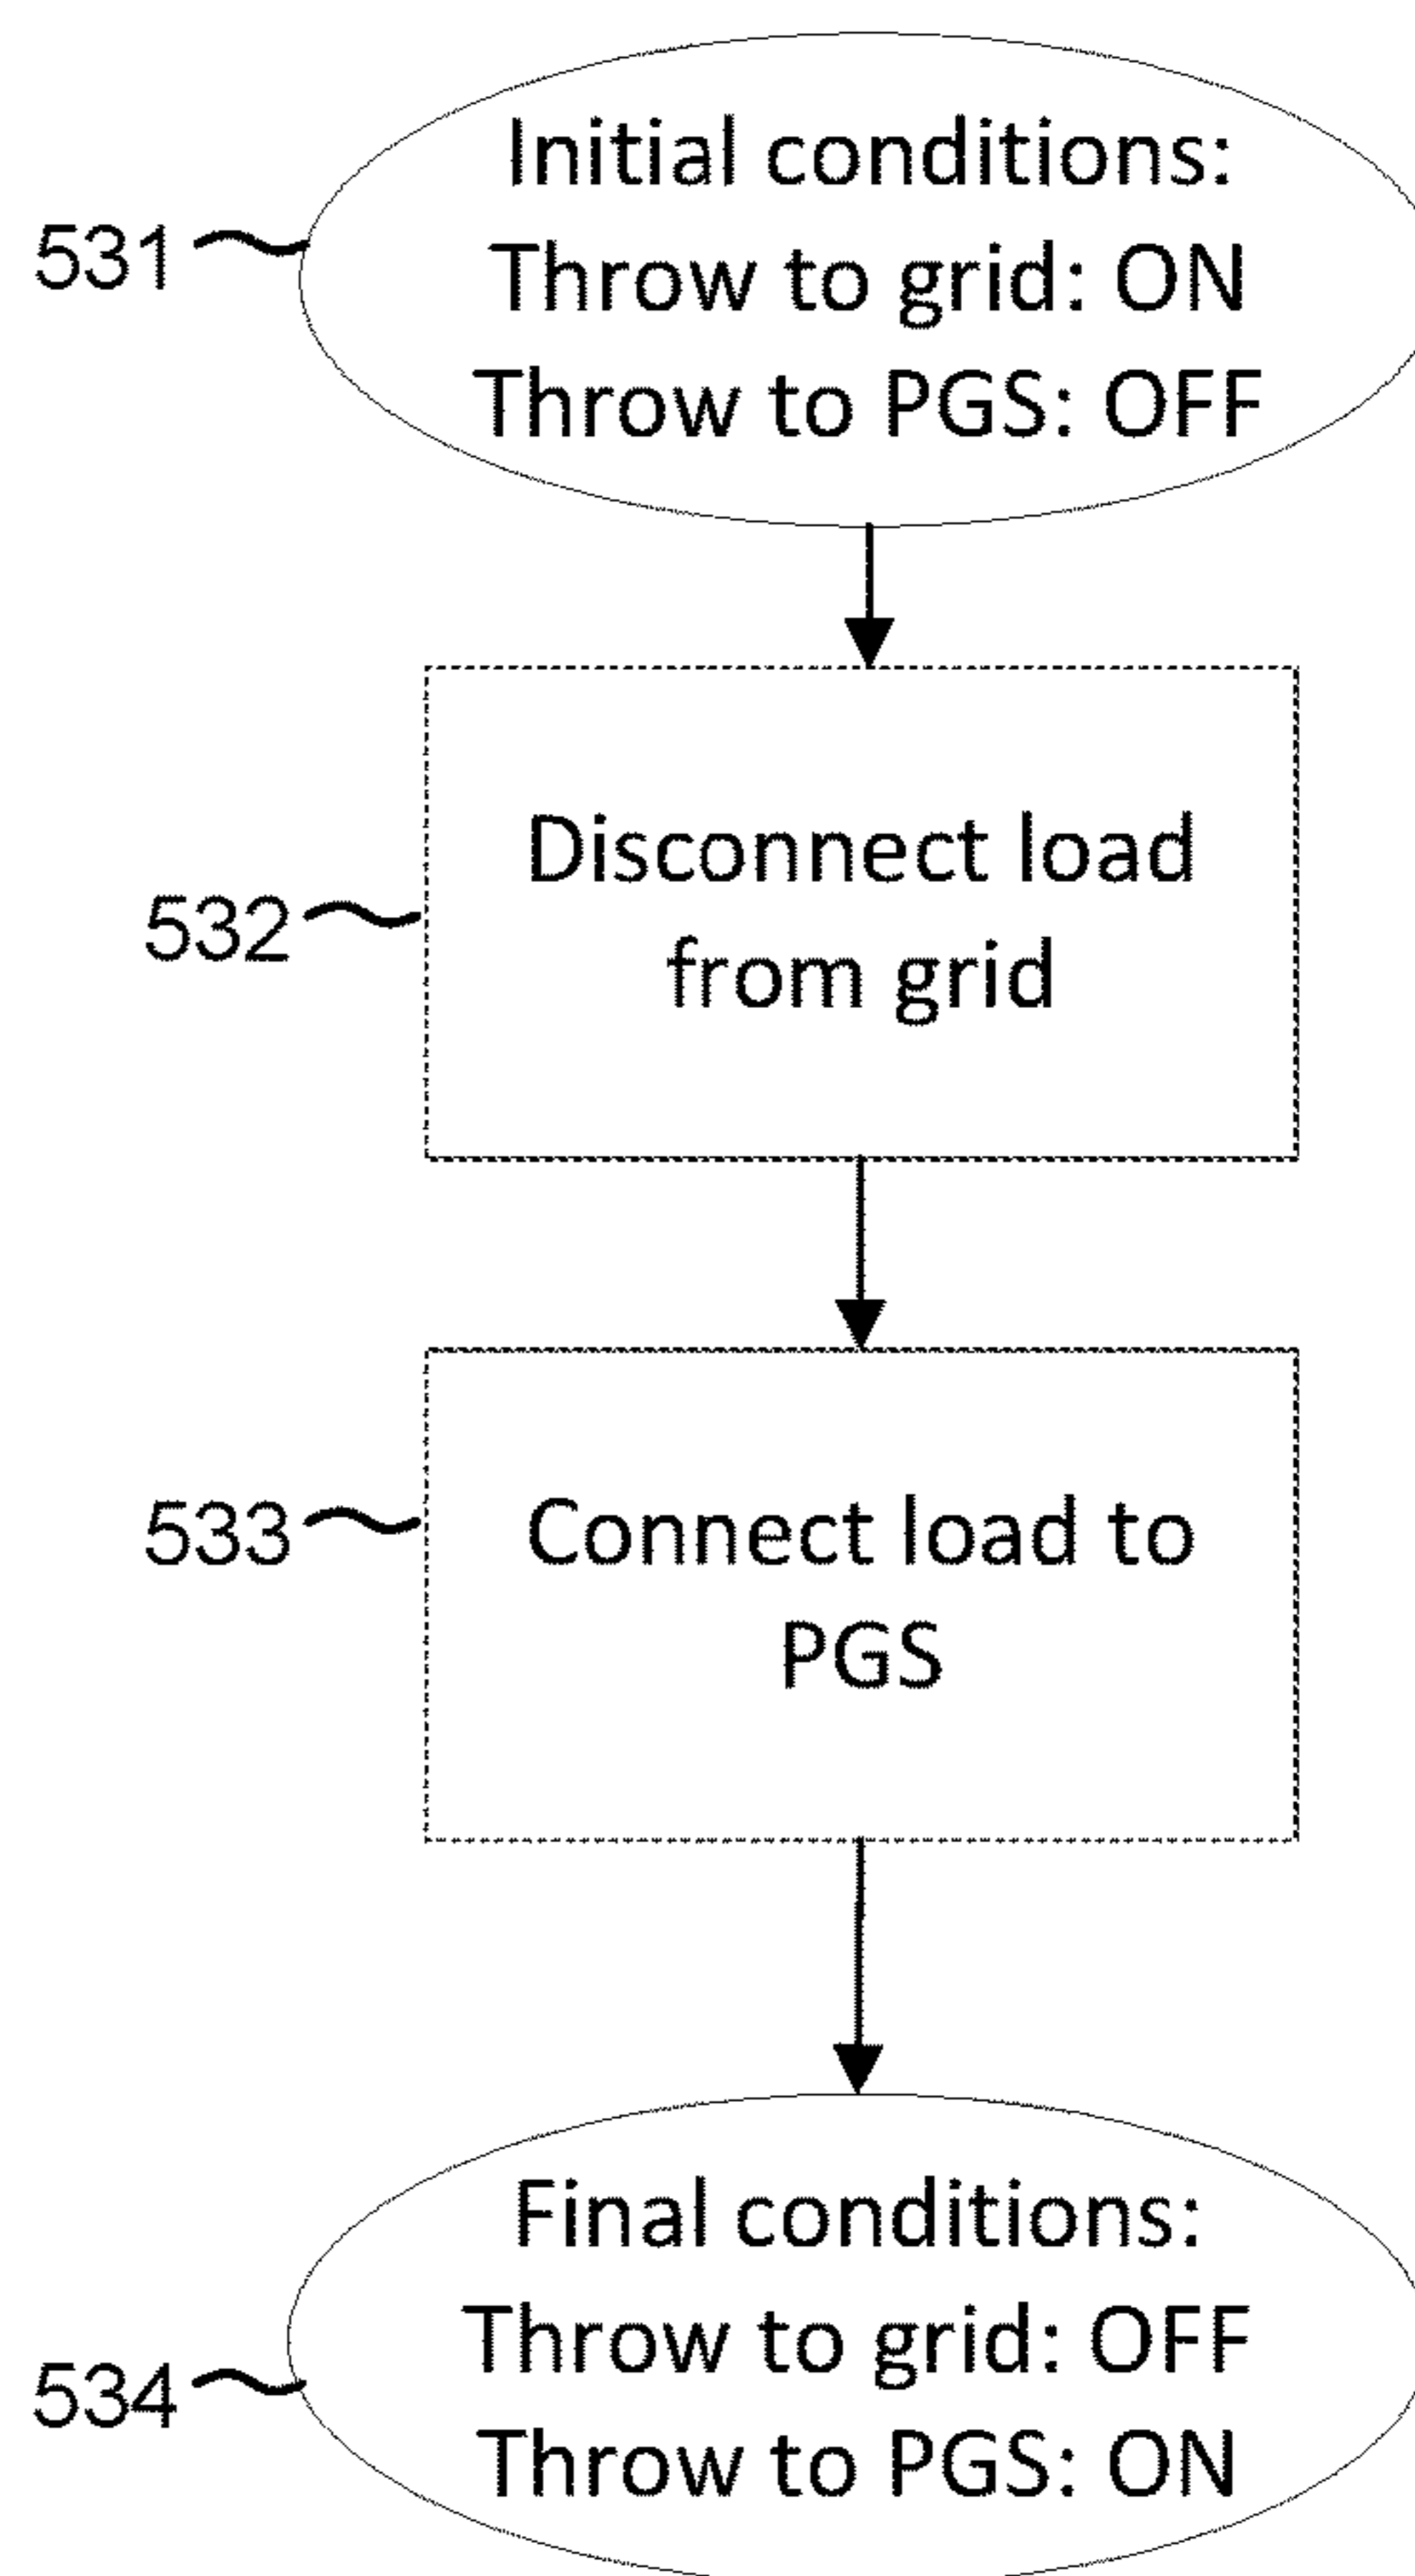 Initial conditions:
531
Throw to grid: ON
Throw to PGS: OFF
Disconnect load
532
from grid
533
Connect load to
PGS
Final conditions:
Throw to grid: OFF
534
Throw to PGS: ON